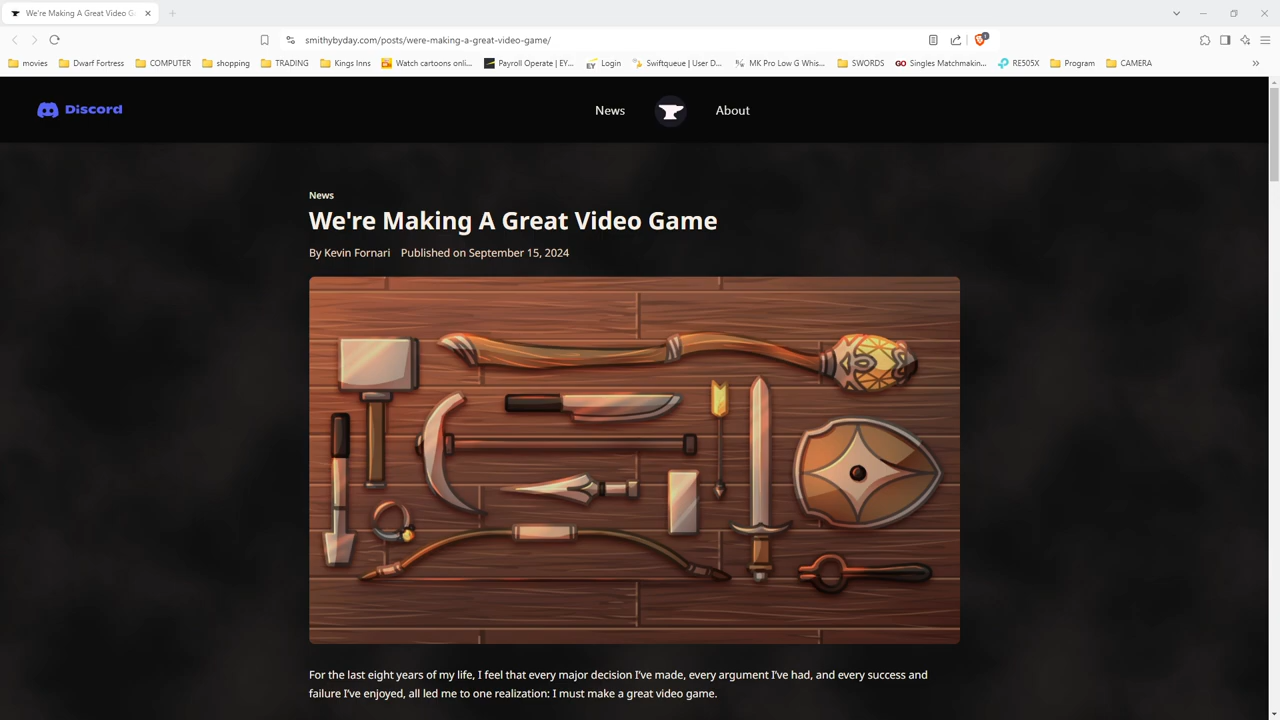 We're Making A Great Video G
smithybyday.com/posts/were-making-a-great-video-game/
1
movies
Dwarf Fortress
COMPUTER
shopping
TRADING
Kings Inns
Watch cartoons onli...
Payroll Operate | EY...
EY
Login
Swiftqueue | User D...
MK Pro Low G Whis...
SWORDS
GO
Singles Matchmakin...
RE505X
Program
CAMERA
Discord
News
About
News
We're Making A Great Video Game
By Kevin Fornari Published on September 15, 2024
For the last eight years of my life, I feel that every major decision I've made, every argument I've had, and every success and
failure I've enjoyed, all led me to one realization: I must make a great video game.